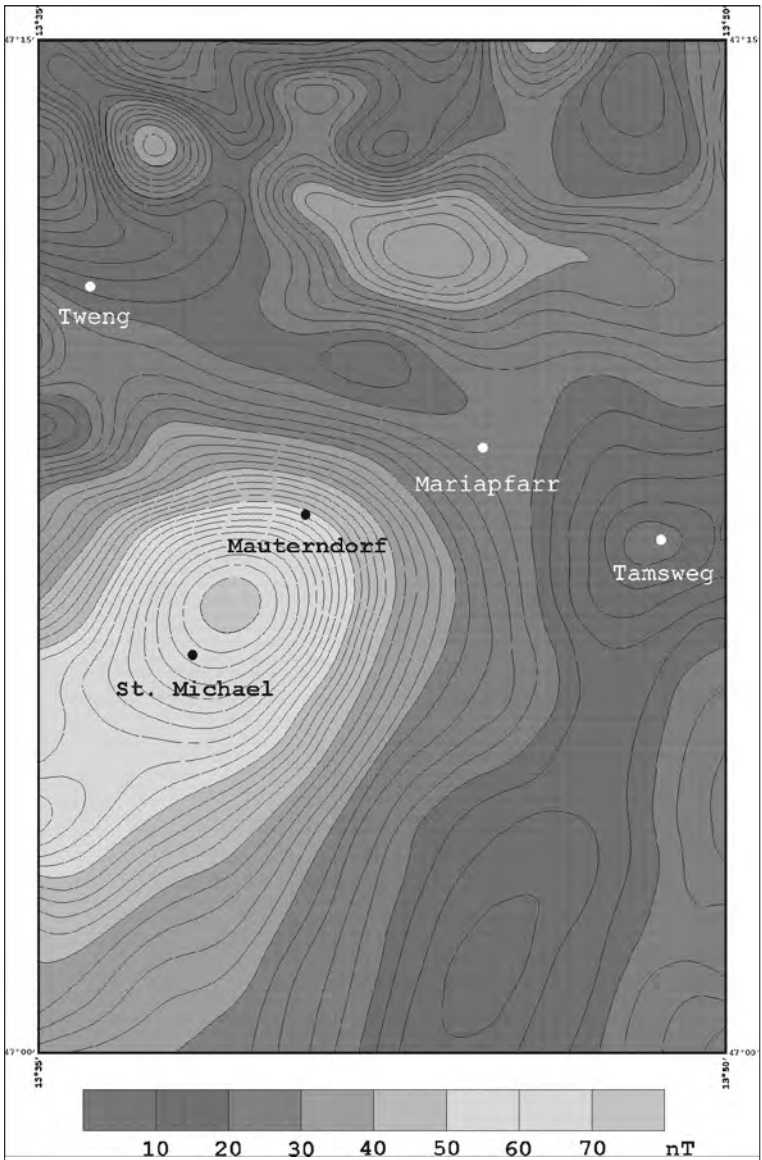 13°35' 13°50'
47°15' 47°15'
Tweng
Mariapfarr
Mauterndorf
Tamsweg
St. Michael
47°00' 47°00'
13°35' 13°50'
10 20 30 40 50 60 70 nT